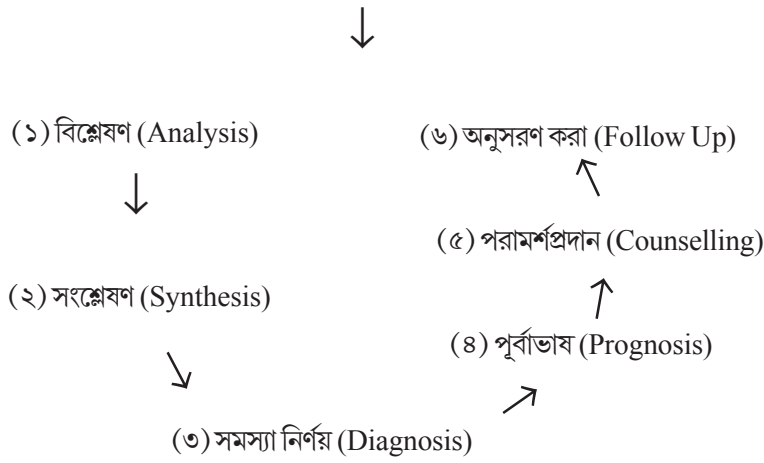 (১) বিশ্লেষণ (Analysis)
(২) সংশ্লেষণ (Synthesis)
(৩) সমস্যা নির্ণয় (Diagnosis)
(৪) পূর্বাভাষ (Prognosis)
(৫) পরামর্শপ্রদান (Counselling)
(৬) অনুসরণ করা (Follow Up)